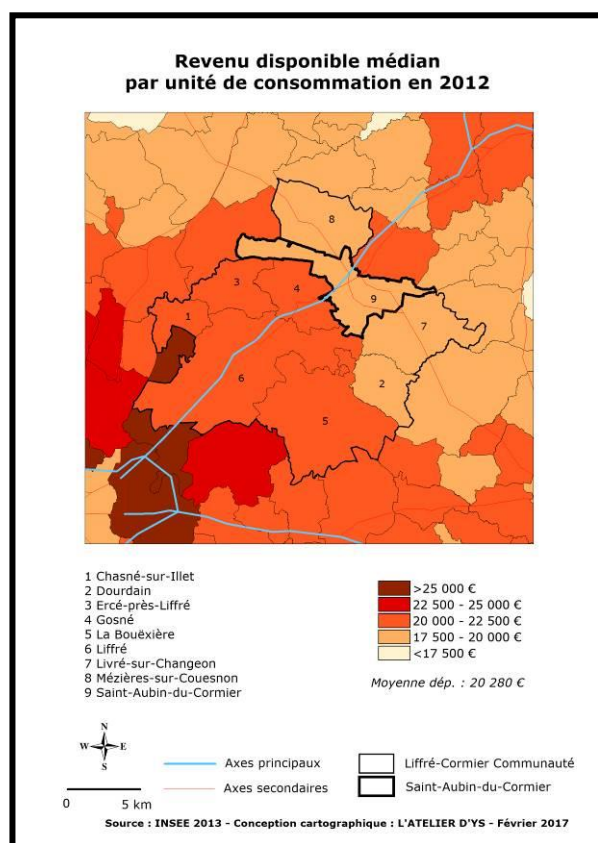 Revenu disponible médian
par unité de consommation en 2012
8
3
4
9
1
7
6
2
5
1 Chasné-sur-Illet
2 Dourdain
3 Ercé-près-Liffré
4 Gosné
5 La Bouëxière
6 Liffré
7 Livré-sur-Changeon
8 Mézières-sur-Couesnon
9 Saint-Aubin-du-Cormier
>25 000 €
22 500 - 25 000 €
20 000 - 22 500 €
17 500 - 20 000 €
<17 500 €
Moyenne dép. : 20 280 €
N
W E
S
0 5 km
Axes principaux
Axes secondaires
Liffré-Cormier Communauté
Saint-Aubin-du-Cormier
Source : INSEE 2013 - Conception cartographique : L'ATELIER D'YS - Février 2017